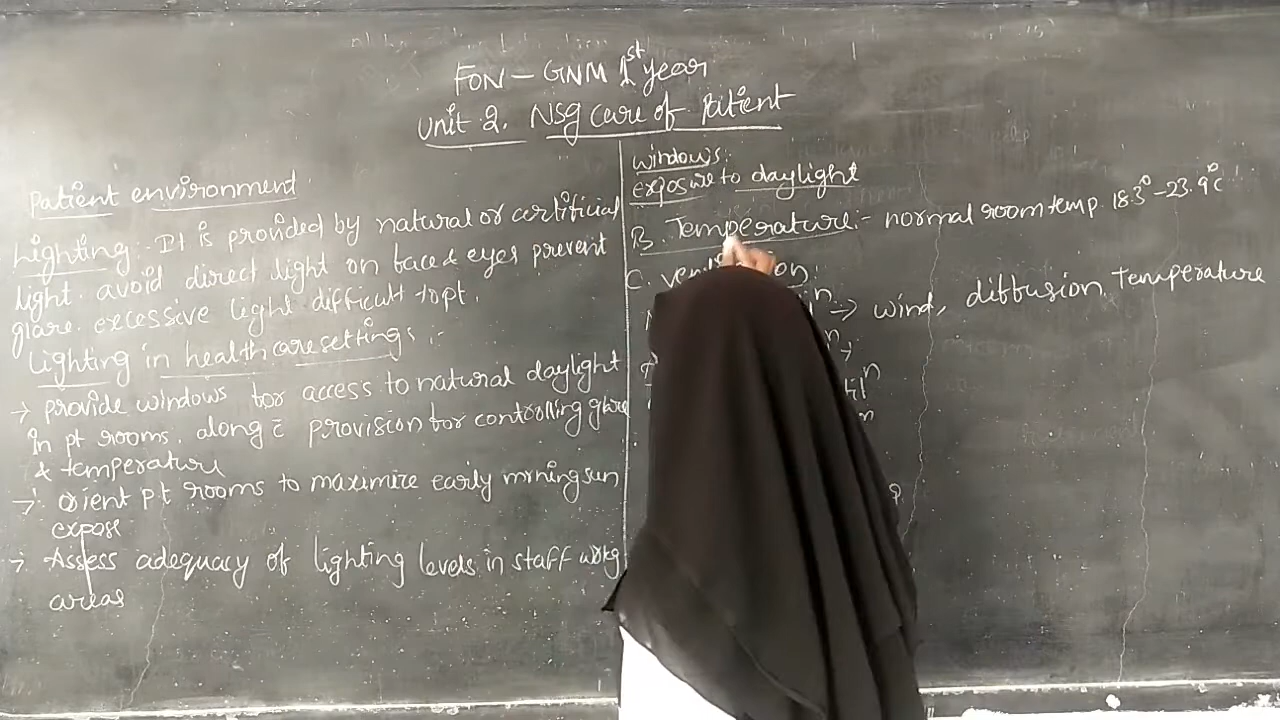 FON - GNM 1st year
Unit 2. NSg care of Patient
Patient environment
Lighting :- It is provided by natural or artificial
light. avoid direct light on face & eyes prevent
glare. excessive light difficult to pt.
Lighting in health care settings :-
→ provide windows for access to natural daylight
In pt rooms. along c̄ provision for controlling glare
& temperature
→ Orient pt rooms to maximize early mrning sun
expose
→ Assess adequacy of lighting levels in staff workg
areas
windows:
exposure to daylight
B. Temperature :- normal room temp. 18.3° - 23.9°c
C. on:
n → wind, diffusion, Temperature
n →
tiln
n